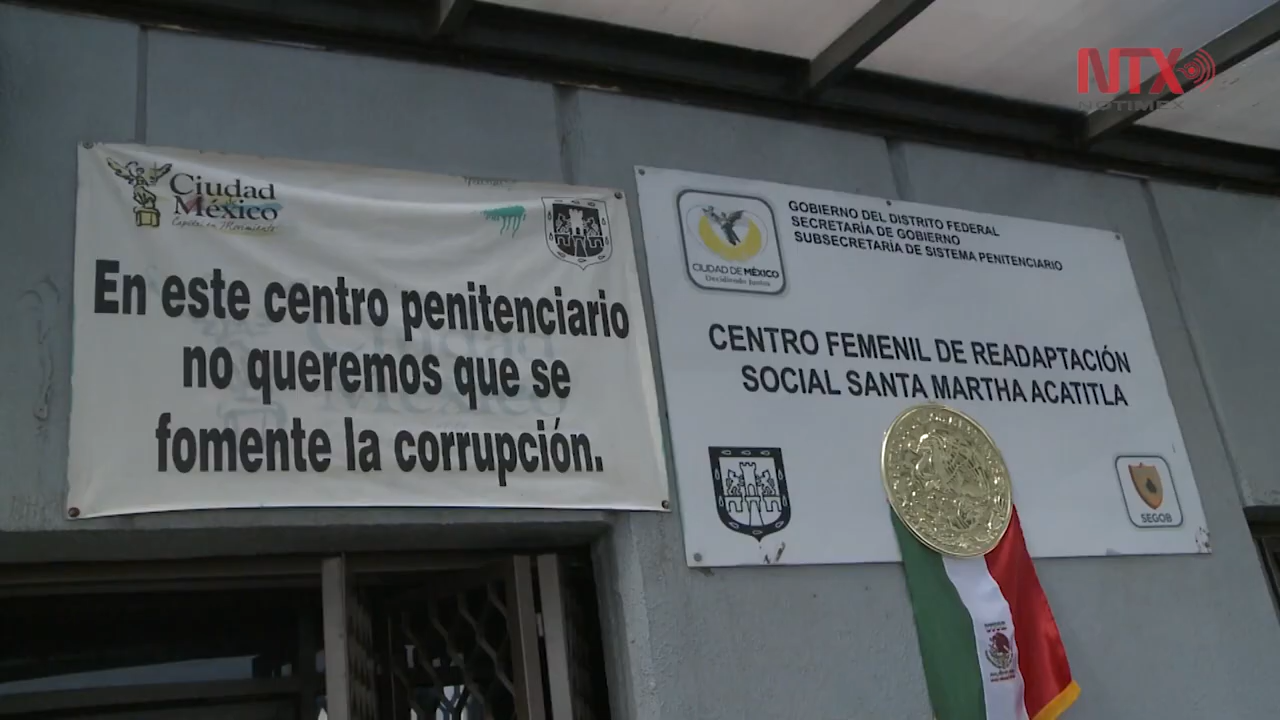 NTX
NOTIMEX
Ciudad
México
Capital en Movimiento
En este centro penitenciario
no queremos que se
fomente la corrupción.
CIUDAD DE MÉXICO
Decidiendo Juntos
GOBIERNO DEL DISTRITO FEDERAL
SECRETARÍA DE GOBIERNO
SUBSECRETARÍA DE SISTEMA PENITENCIARIO
CENTRO FEMENIL DE READAPTACIÓN
SOCIAL SANTA MARTHA ACATITLA
SEGOB